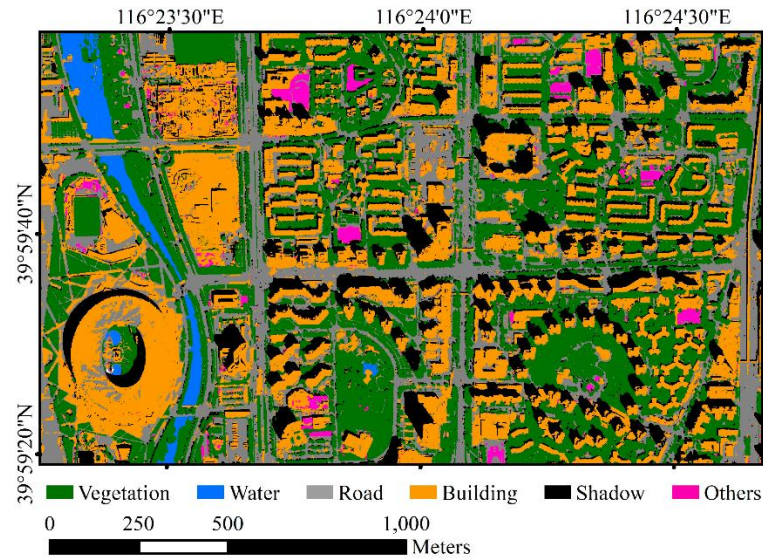 116°23'30"E 116°24'0"E 116°24'30"E
39°59'40"N
39°59'20"N
Vegetation Water Road Building Shadow Others
0 250 500 1,000
Meters